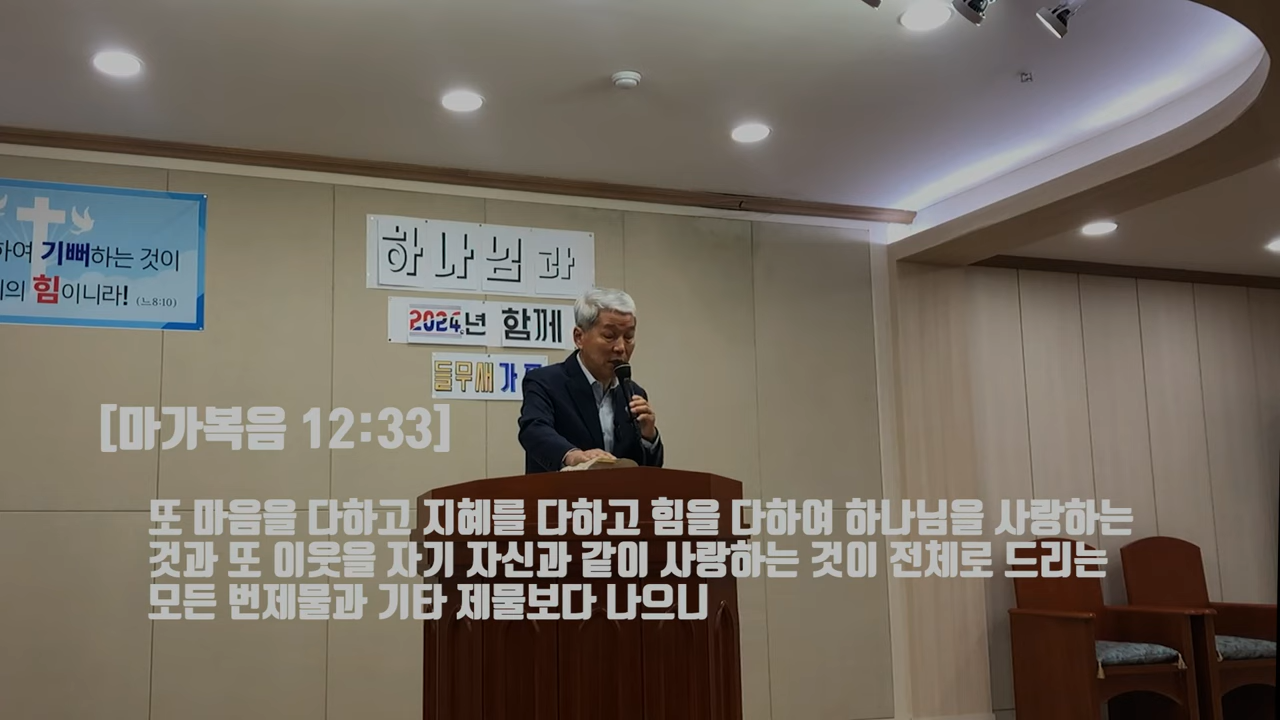 하여 기뻐하는 것이
의 힘이니라! (느8:10)
하나님과
2024년 함께
들무새 가
[마가복음 12:33]
또 마음을 다하고 지혜를 다하고 힘을 다하여 하나님을 사랑하는
것과 또 이웃을 자기 자신과 같이 사랑하는 것이 전체로 드리는
모든 번제물과 기타 제물보다 나으니